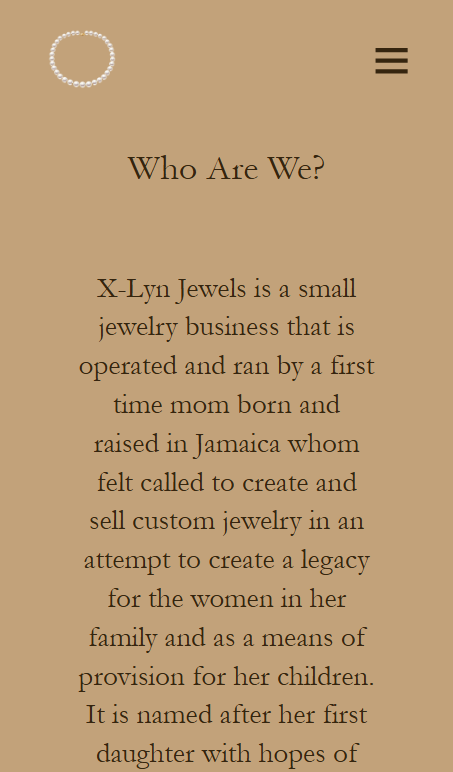 Who Are We?
X-Lyn Jewels is a small
jewelry business that is
operated and ran by a first
time mom born and
raised in Jamaica whom
felt called to create and
sell custom jewelry in an
attempt to create a legacy
for the women in her
family and as a means of
provision for her children.
It is named after her first
daughter with hopes of